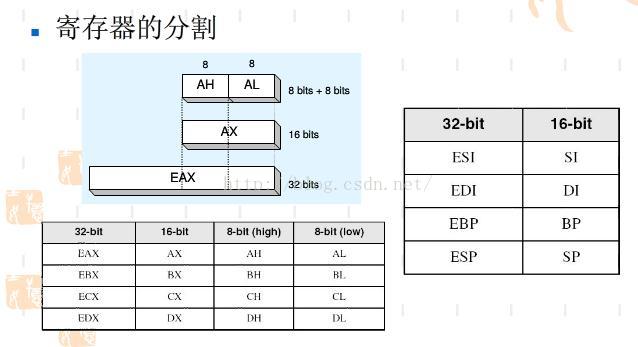 寄存器的分割
8 8
AH AL 8 bits + 8 bits
AX 16 bits
EAX 32 bits
http://blog.csdn.net/
32-bit 16-bit 8-bit (high) 8-bit (low)
EAX AX AH AL
EBX BX BH BL
ECX CX CH CL
EDX DX DH DL
32-bit 16-bit
ESI SI
EDI DI
EBP BP
ESP SP